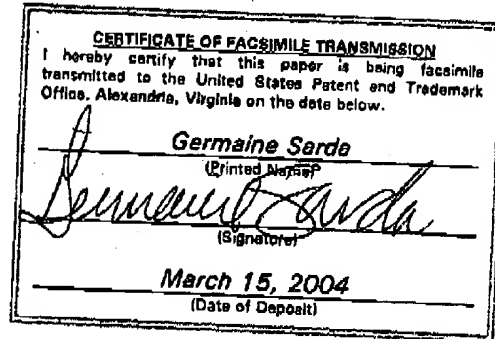 CERTIFICATE OF FACSIMILE TRANSMISSION
I hereby certify that this paper is being facsimile
transmitted to the United States Patent and Trademark
Office, Alexandria, Virginia on the date below.
Germaine Sarda
(Printed Name)
Germaine Sarda
(Signature)
March 15, 2004
(Date of Deposit)